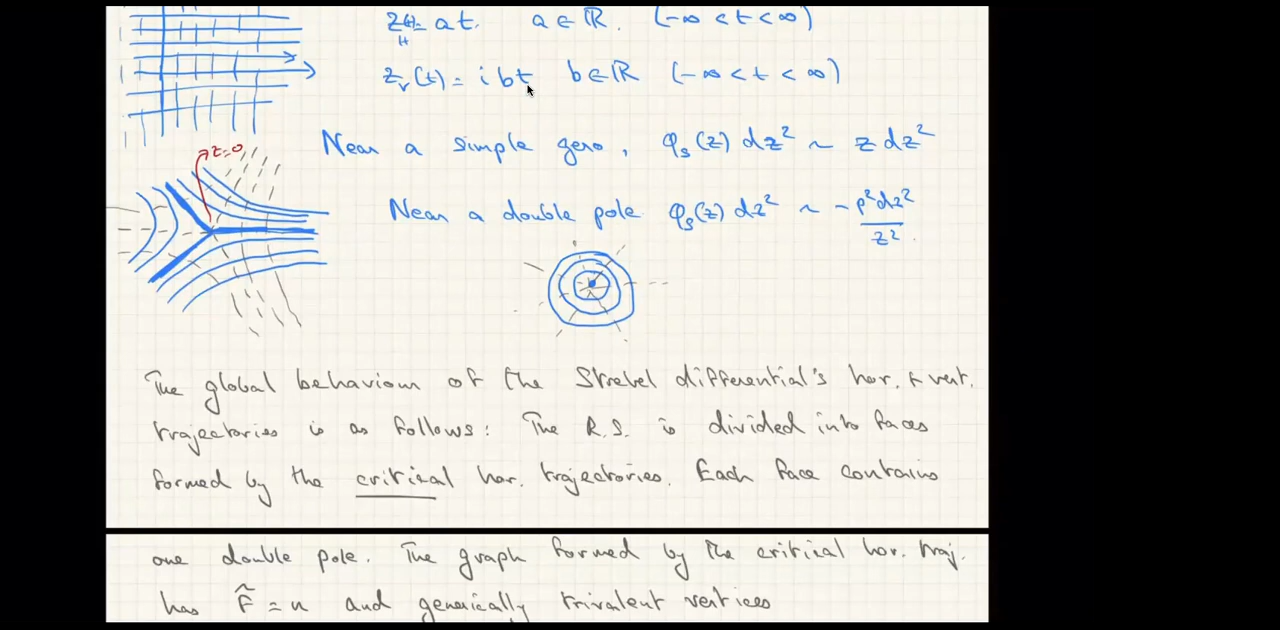 z_H(t) = at. a ∈ ℝ. (-∞ < t < ∞)
z_v(t) = i bt b ∈ ℝ (-∞ < t < ∞)
z=0
Near a simple zero, φ_s(z) dz² ~ z dz²
Near a double pole φ_s(z) dz² ~ -p²dz²/z².
The global behaviour of the Strebel differential's hor. & vert.
trajectories is as follows: The R.S. is divided into faces
formed by the critical hor. trajectories. Each face contains
one double pole. The graph formed by the critical hor. traj.
has F̃ = n and generically trivalent vertices